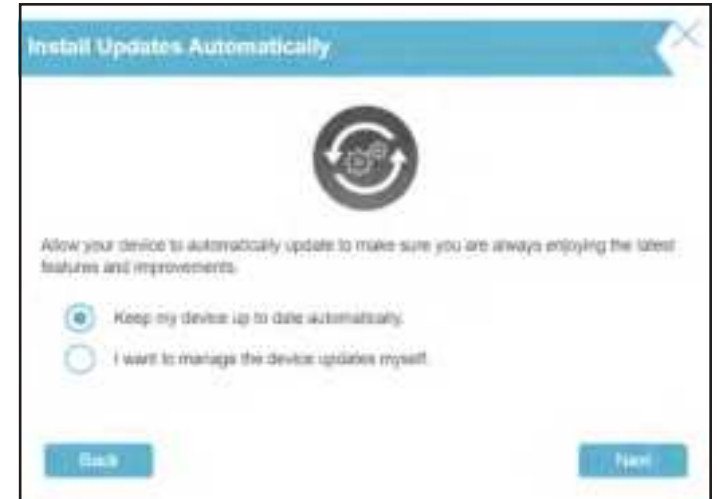 Install Updates Automatically
Allow your device to automatically update to make sure you are always enjoying the latest
features and improvements.
Keep my device up to date automatically.
I want to manage the device updates myself.
Back
Next